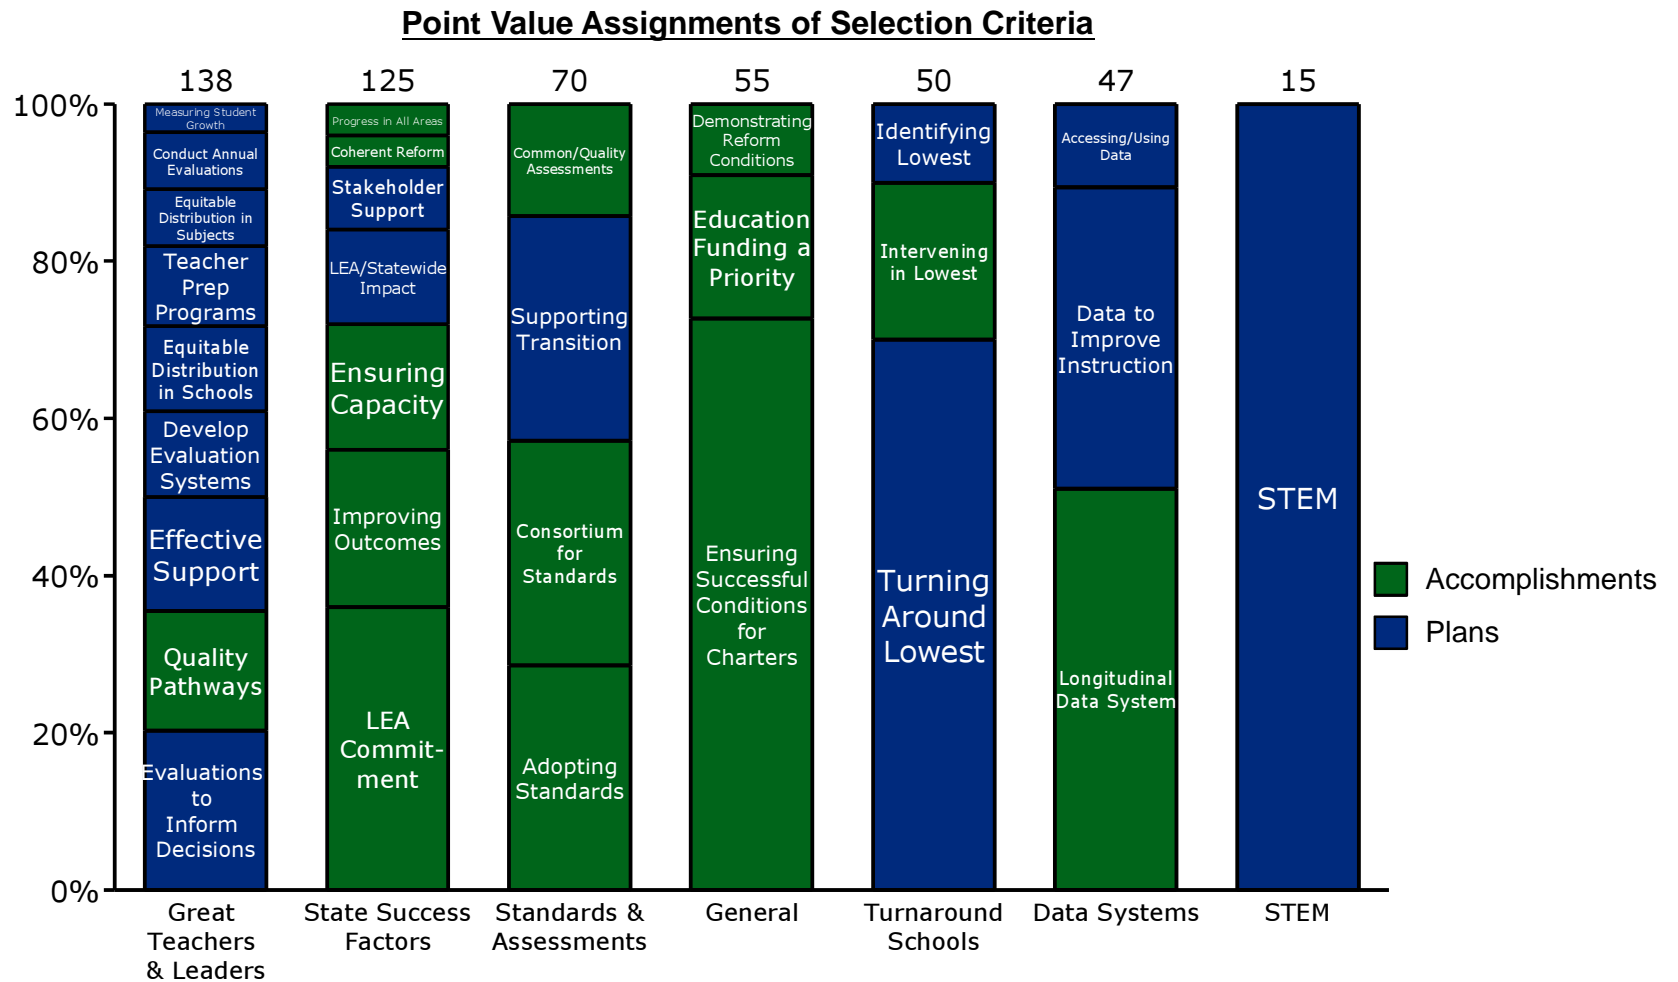 Point Value Assignments of Selection Criteria
138
125
70
55
50
47
15
100%
80%
60%
40%
20%
0%
Measuring Student
Growth
Conduct Annual
Evaluations
Equitable
Distribution in
Subjects
Teacher
Prep
Programs
Equitable
Distribution
in Schools
Develop
Evaluation
Systems
Effective
Support
Quality
Pathways
Evaluations
to
Inform
Decisions
Progress in All Areas
Coherent Reform
Stakeholder
Support
LEA/Statewide
Impact
Ensuring
Capacity
Improving
Outcomes
LEA
Commit-
ment
Common/Quality
Assessments
Supporting
Transition
Consortium
for
Standards
Adopting
Standards
Demonstrating
Reform
Conditions
Education
Funding a
Priority
Ensuring
Successful
Conditions
for
Charters
Identifying
Lowest
Intervening
in Lowest
Turning
Around
Lowest
Accessing/Using
Data
Data to
Improve
Instruction
Longitudinal
Data System
STEM
Accomplishments
Plans
Great
Teachers
& Leaders
State Success
Factors
Standards &
Assessments
General
Turnaround
Schools
Data Systems
STEM